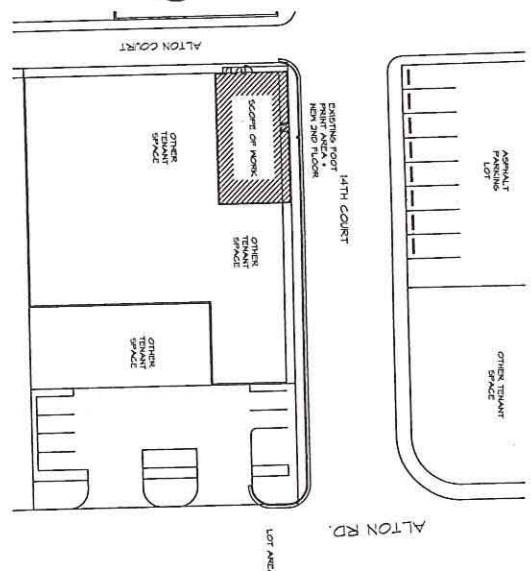 ALTON COURT
SCOPE OF WORK
EXISTING FOOT
PRINT AREA +
NEW 2ND FLOOR
14TH COURT
OTHER
TENANT
SPACE
OTHER
TENANT
SPACE
OTHER
TENANT
SPACE
ASPHALT
PARKING
LOT
OTHER TENANT
SPACE
ALTON RD.
LOT AREA